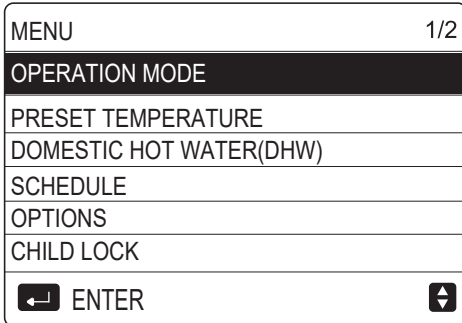 MENU 1/2
OPERATION MODE
PRESET TEMPERATURE
DOMESTIC HOT WATER(DHW)
SCHEDULE
OPTIONS
CHILD LOCK
ENTER